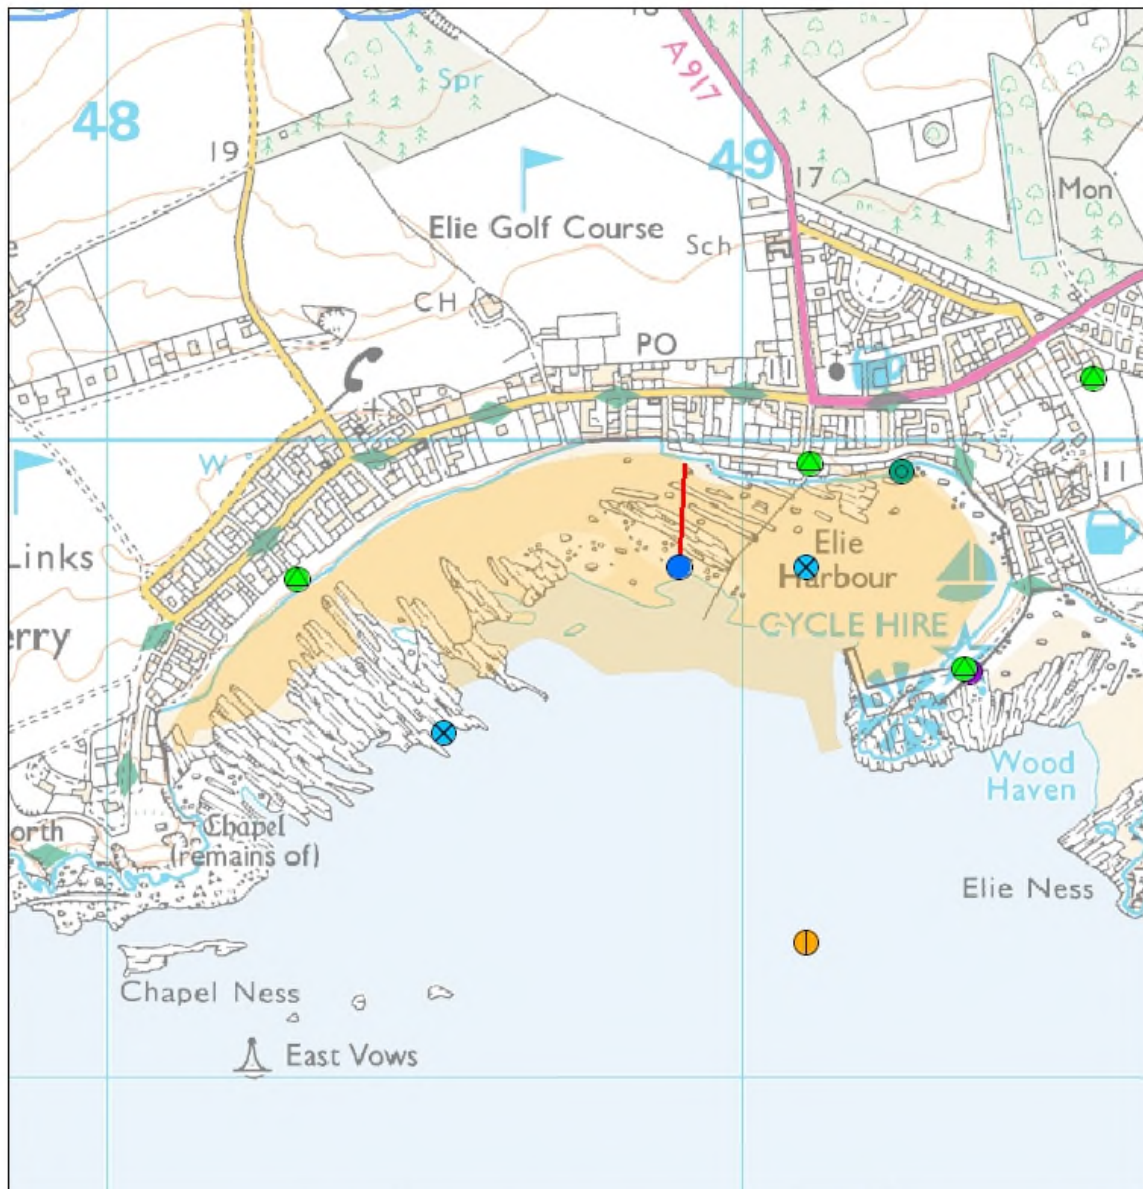 Spr
A917
48
19
49
17
Mon
Elie Golf Course
Sch
CH
PO
W
Links
11
Elie
Harbour
erry
CYCLE HIRE
Wood
Haven
orth
Chapel
(remains of)
Elie Ness
Chapel Ness
East Vows